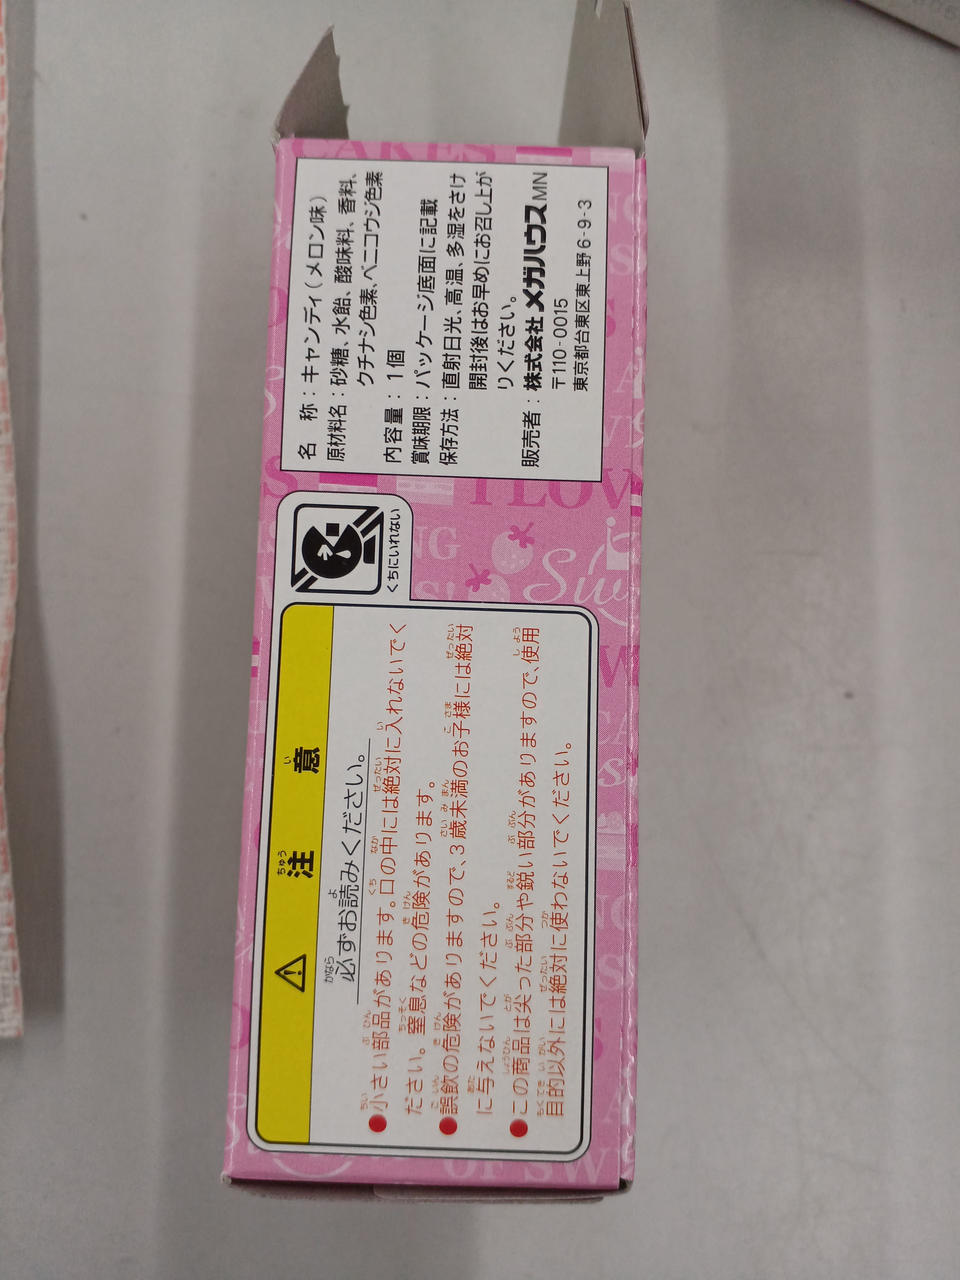 注意
必ずお読みください。
●小さい部品があります。口の中には絶対に入れないでく
ださい。窒息などの危険があります。
●誤飲の危険がありますので、3歳未満のお子様には絶対
に与えないでください。
●この商品は尖った部分や鋭い部分がありますので、使用
目的以外には絶対に使わないでください。
くちにいれない
名 称：キャンディ(メロン味)
原材料名：砂糖、水飴、酸味料、香料、
クチナシ色素、ベニコウジ色素
内容量：1個
賞味期限：パッケージ底面に記載
保存方法：直射日光、高温、多湿をさけ
開封後はお早めにお召し上が
りください。
販売者：株式会社メガハウスMN
〒110-0015
東京都台東区東上野6-9-3
CAKES
I LOV
NG
Sw
OF SW